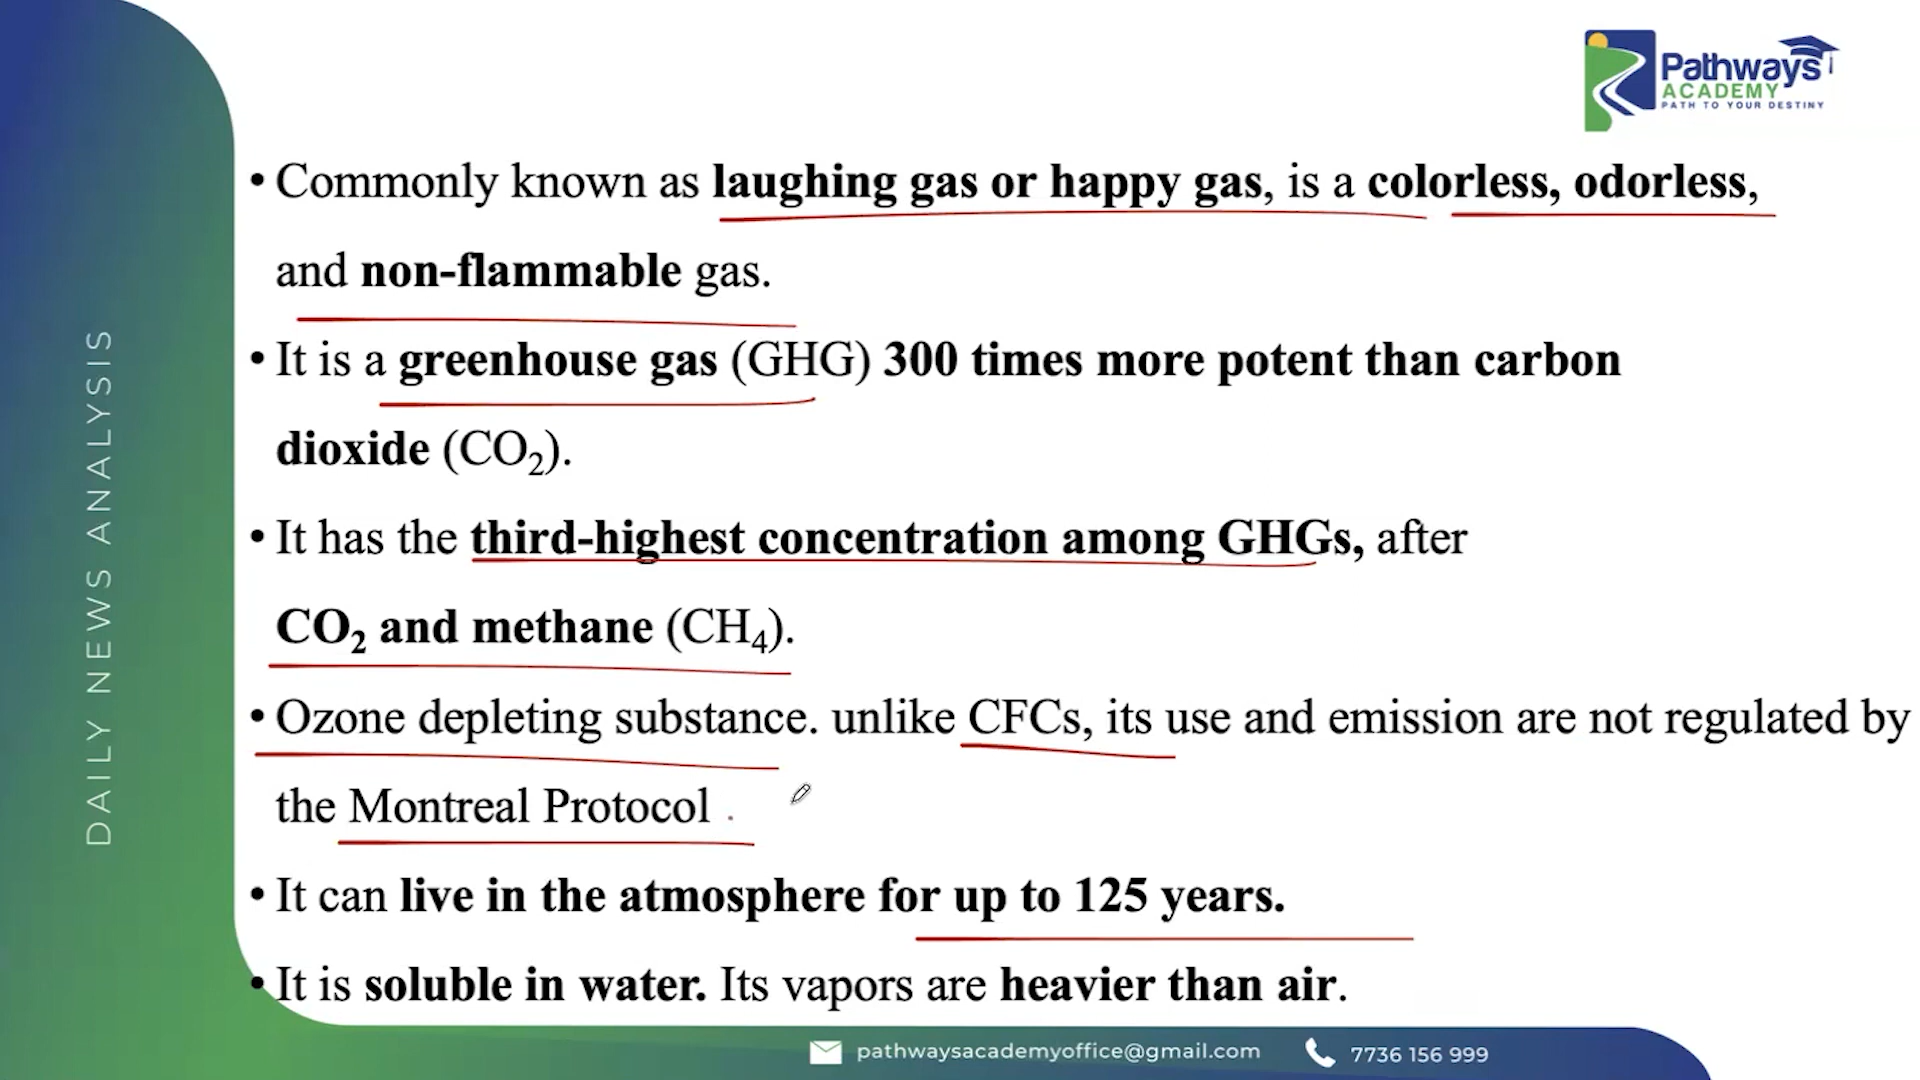 Pathways
ACADEMY
PATH TO YOUR DESTINY
• Commonly known as laughing gas or happy gas, is a colorless, odorless,
and non-flammable gas.
• It is a greenhouse gas (GHG) 300 times more potent than carbon
dioxide (CO₂).
• It has the third-highest concentration among GHGs, after
CO₂ and methane (CH₄).
• Ozone depleting substance. unlike CFCs, its use and emission are not regulated by
the Montreal Protocol .
• It can live in the atmosphere for up to 125 years.
• It is soluble in water. Its vapors are heavier than air.
DAILY NEWS ANALYSIS
pathwaysacademyoffice@gmail.com
7736 156 999